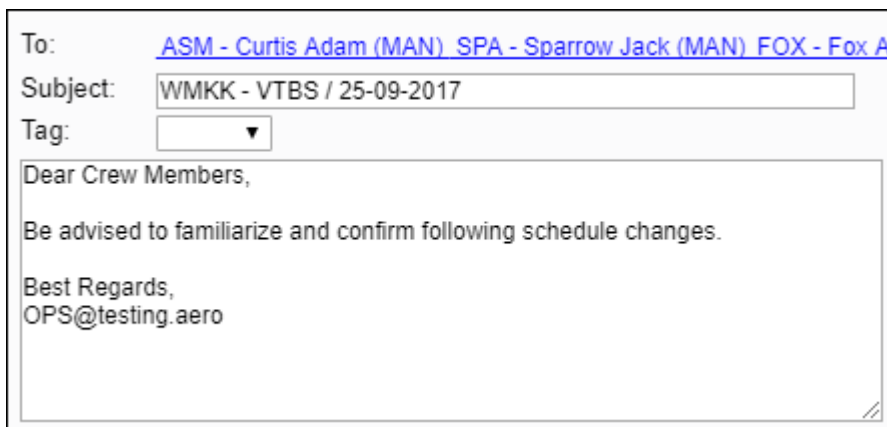 To: ASM - Curtis Adam (MAN) SPA - Sparrow Jack (MAN) FOX - Fox A
Subject: WMKK - VTBS / 25-09-2017
Tag:
Dear Crew Members,
Be advised to familiarize and confirm following schedule changes.
Best Regards,
OPS@testing.aero